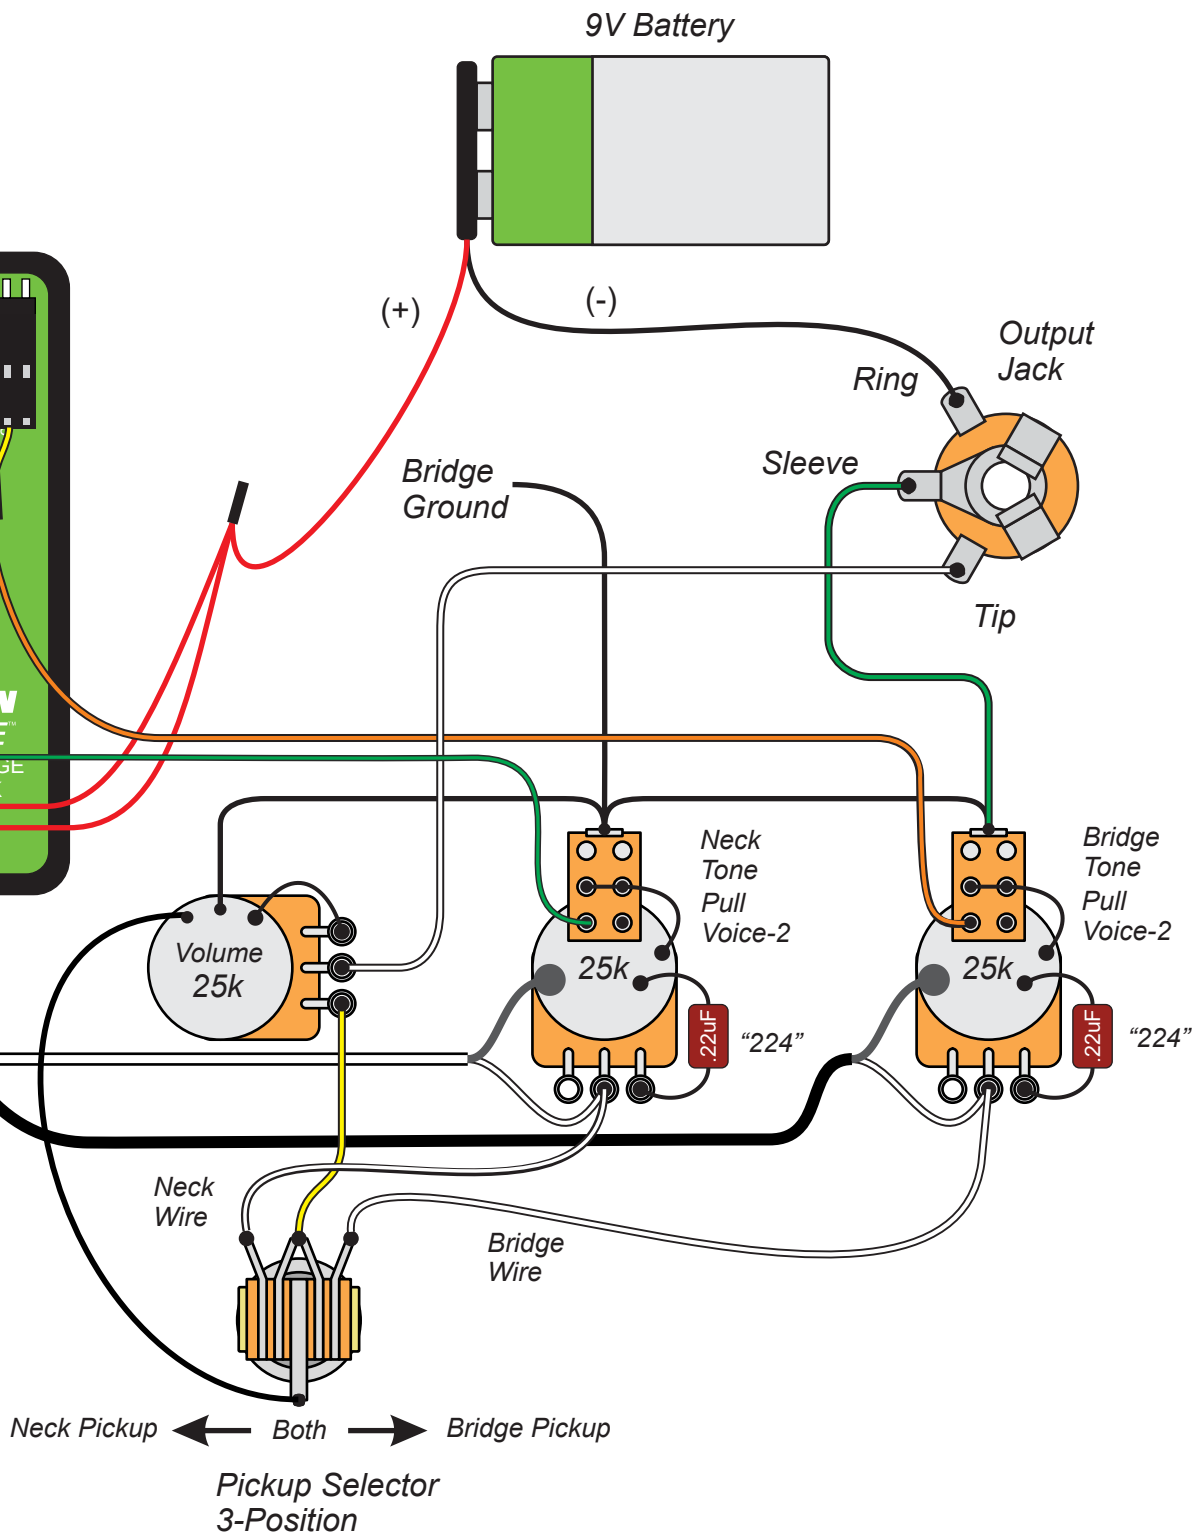 9V Battery
(+)
(-)
Output
Jack
Ring
Bridge
Ground
Sleeve
Tip
W
E™
GE
Neck
Tone
Pull
Voice-2
Bridge
Tone
Pull
Voice-2
Volume
25k
25k
25k
.22uF
“224”
.22uF
“224”
Neck
Wire
Bridge
Wire
Neck Pickup
Both
Bridge Pickup
Pickup Selector
3-Position